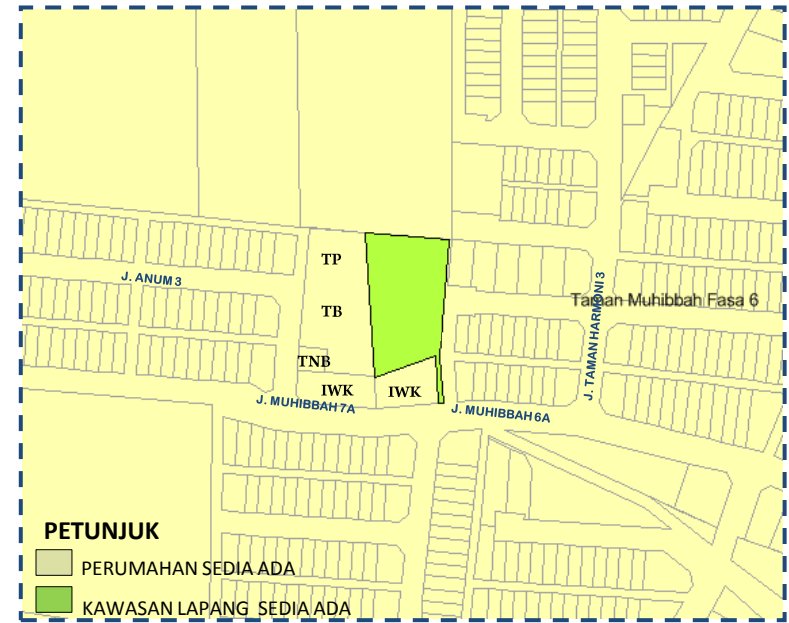 TP
J. ANUM 3
J. TAMAN HARMONI 3
Taman Muhibbah Fasa 6
TB
TNB
IWK
IWK
J. MUHIBBAH 7A
J. MUHIBBAH 6A
PETUNJUK
PERUMAHAN SEDIA ADA
KAWASAN LAPANG SEDIA ADA